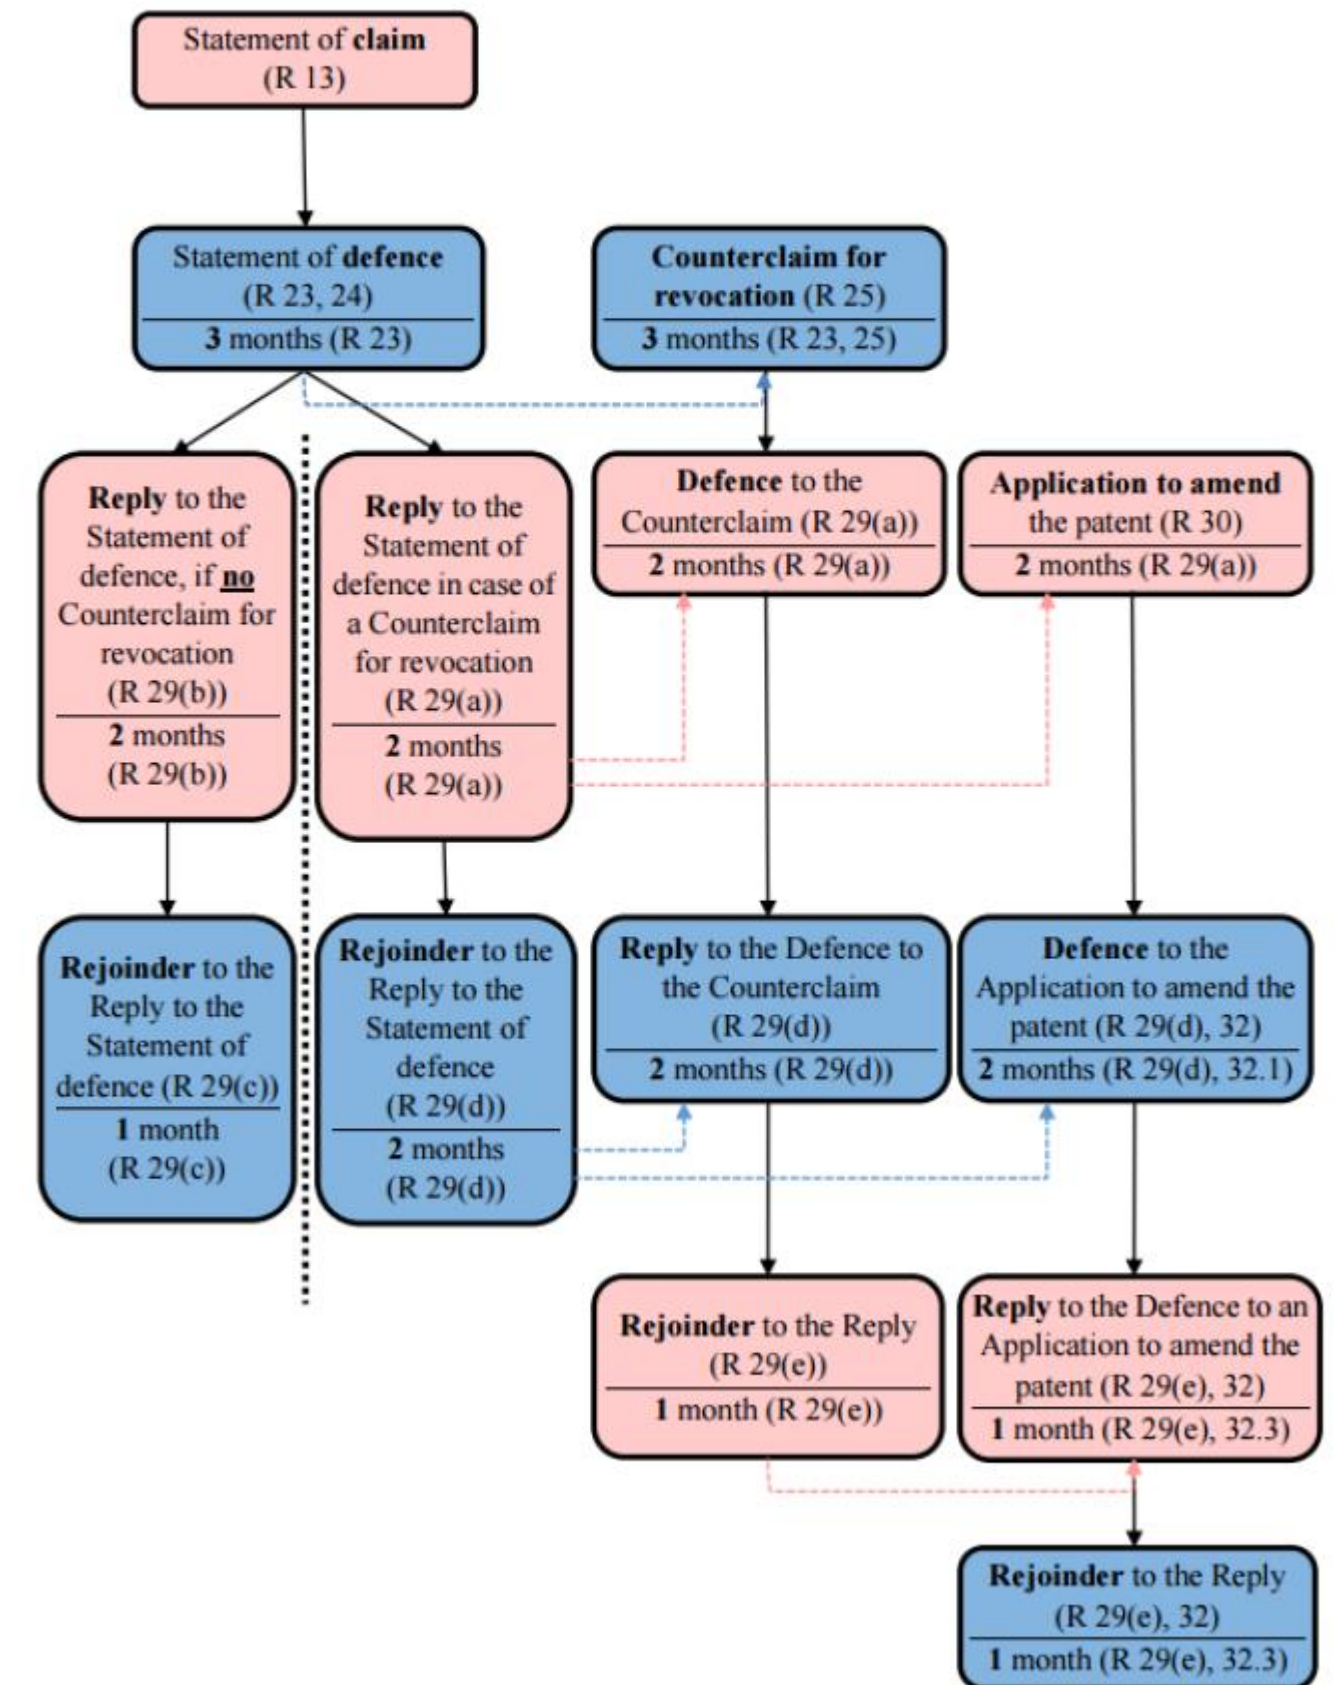 Statement of claim
(R 13)
Statement of defence
(R 23, 24)
3 months (R 23)
Counterclaim for
revocation (R 25)
3 months (R 23, 25)
Reply to the
Statement of
defence, if no
Counterclaim for
revocation
(R 29(b))
2 months
(R 29(b))
Reply to the
Statement of
defence in case of
a Counterclaim
for revocation
(R 29(a))
2 months
(R 29(a))
Defence to the
Counterclaim (R 29(a))
2 months (R 29(a))
Application to amend
the patent (R 30)
2 months (R 29(a))
Rejoinder to the
Reply to the
Statement of
defence (R 29(c))
1 month
(R 29(c))
Rejoinder to the
Reply to the
Statement of
defence
(R 29(d))
2 months
(R 29(d))
Reply to the Defence to
the Counterclaim
(R 29(d))
2 months (R 29(d))
Defence to the
Application to amend the
patent (R 29(d), 32)
2 months (R 29(d), 32.1)
Rejoinder to the Reply
(R 29(e))
1 month (R 29(e))
Reply to the Defence to an
Application to amend the
patent (R 29(e), 32)
1 month (R 29(e), 32.3)
Rejoinder to the Reply
(R 29(e), 32)
1 month (R 29(e), 32.3)